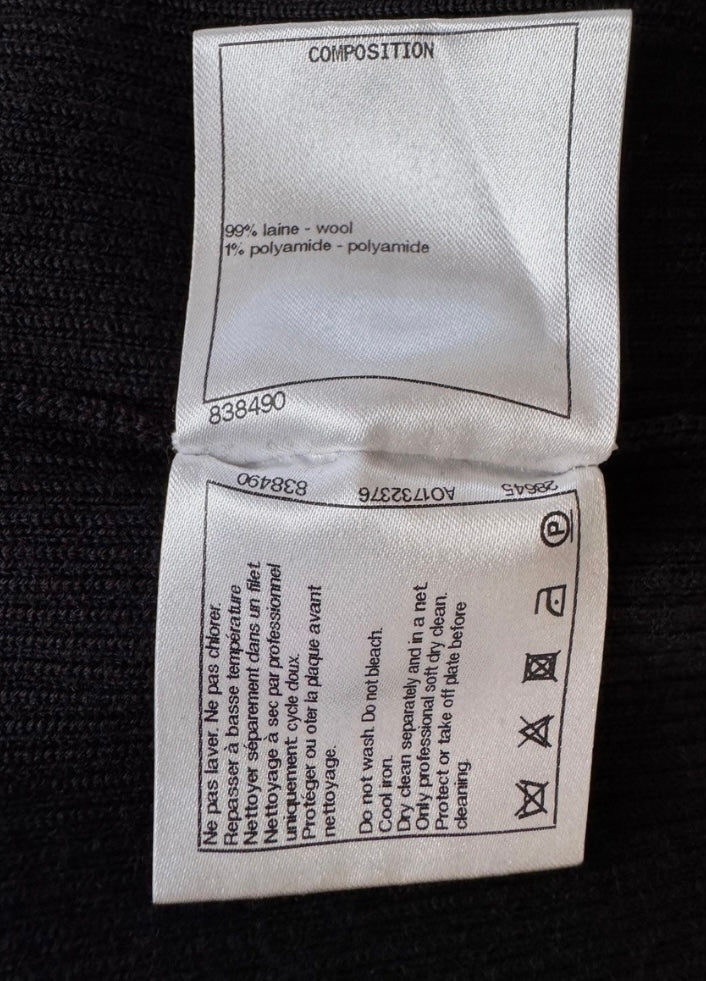 COMPOSITION
99% laine - wool
1% polyamide - polyamide
838490
838490
A01732376
28645
Ne pas laver. Ne pas chlorer.
Repasser à basse température
Nettoyer séparement dans un filet
Nettoyage à sec par professionnel
uniquement: cycle doux.
Protéger ou oter la plaque avant
nettoyage.
Do not wash. Do not bleach.
Cool iron.
Dry clean separately and in a net.
Only professional soft dry clean.
Protect or take off plate before
cleaning.
P